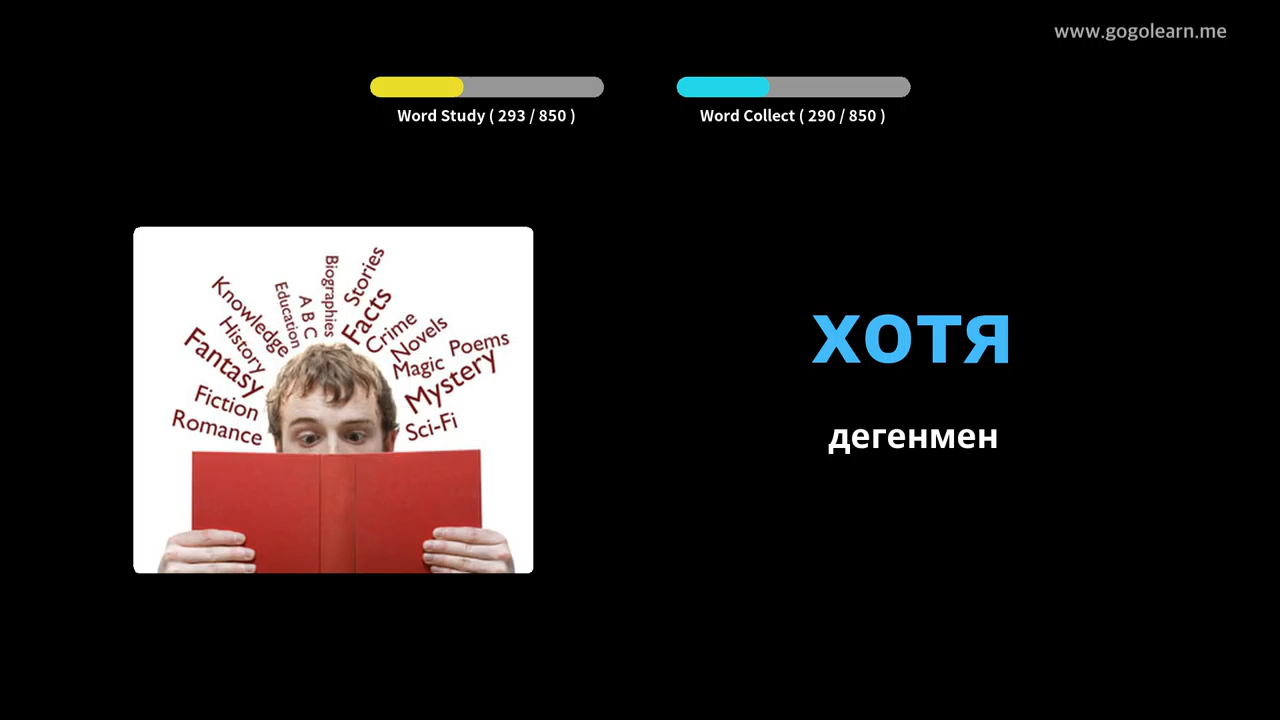 www.gogolearn.me
Word Study ( 293 / 850 )
Word Collect ( 290 / 850 )
Romance
Fiction
Fantasy
History
Knowledge
Education
A B C
Biographies
Stories
Facts
Crime
Novels
Magic
Poems
Mystery
Sci-Fi
хотя
дегенмен